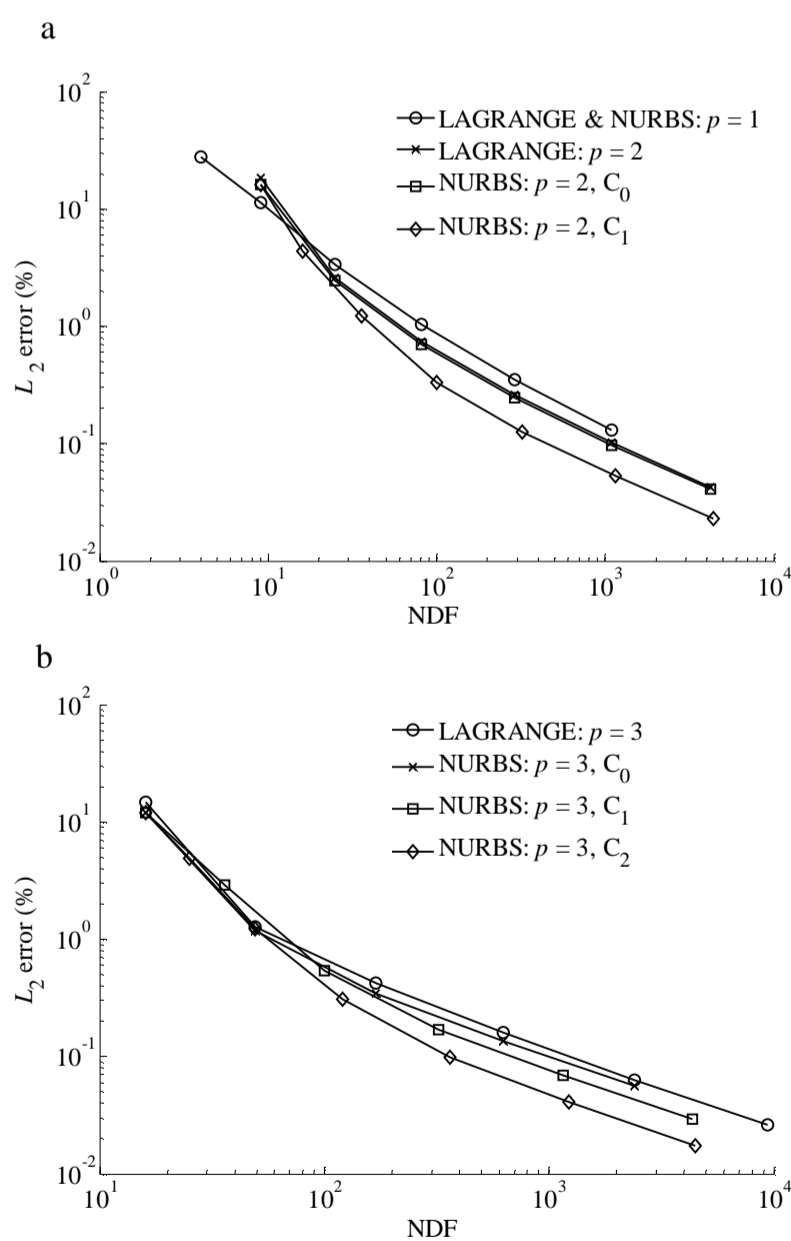 a
10^2
10^1
10^0
10^-1
10^-2
L_2 error (%)
LAGRANGE & NURBS: p = 1
LAGRANGE: p = 2
NURBS: p = 2, C_0
NURBS: p = 2, C_1
10^0 10^1 10^2 10^3 10^4
NDF
b
10^2
10^1
10^0
10^-1
10^-2
L_2 error (%)
LAGRANGE: p = 3
NURBS: p = 3, C_0
NURBS: p = 3, C_1
NURBS: p = 3, C_2
10^1 10^2 10^3 10^4
NDF